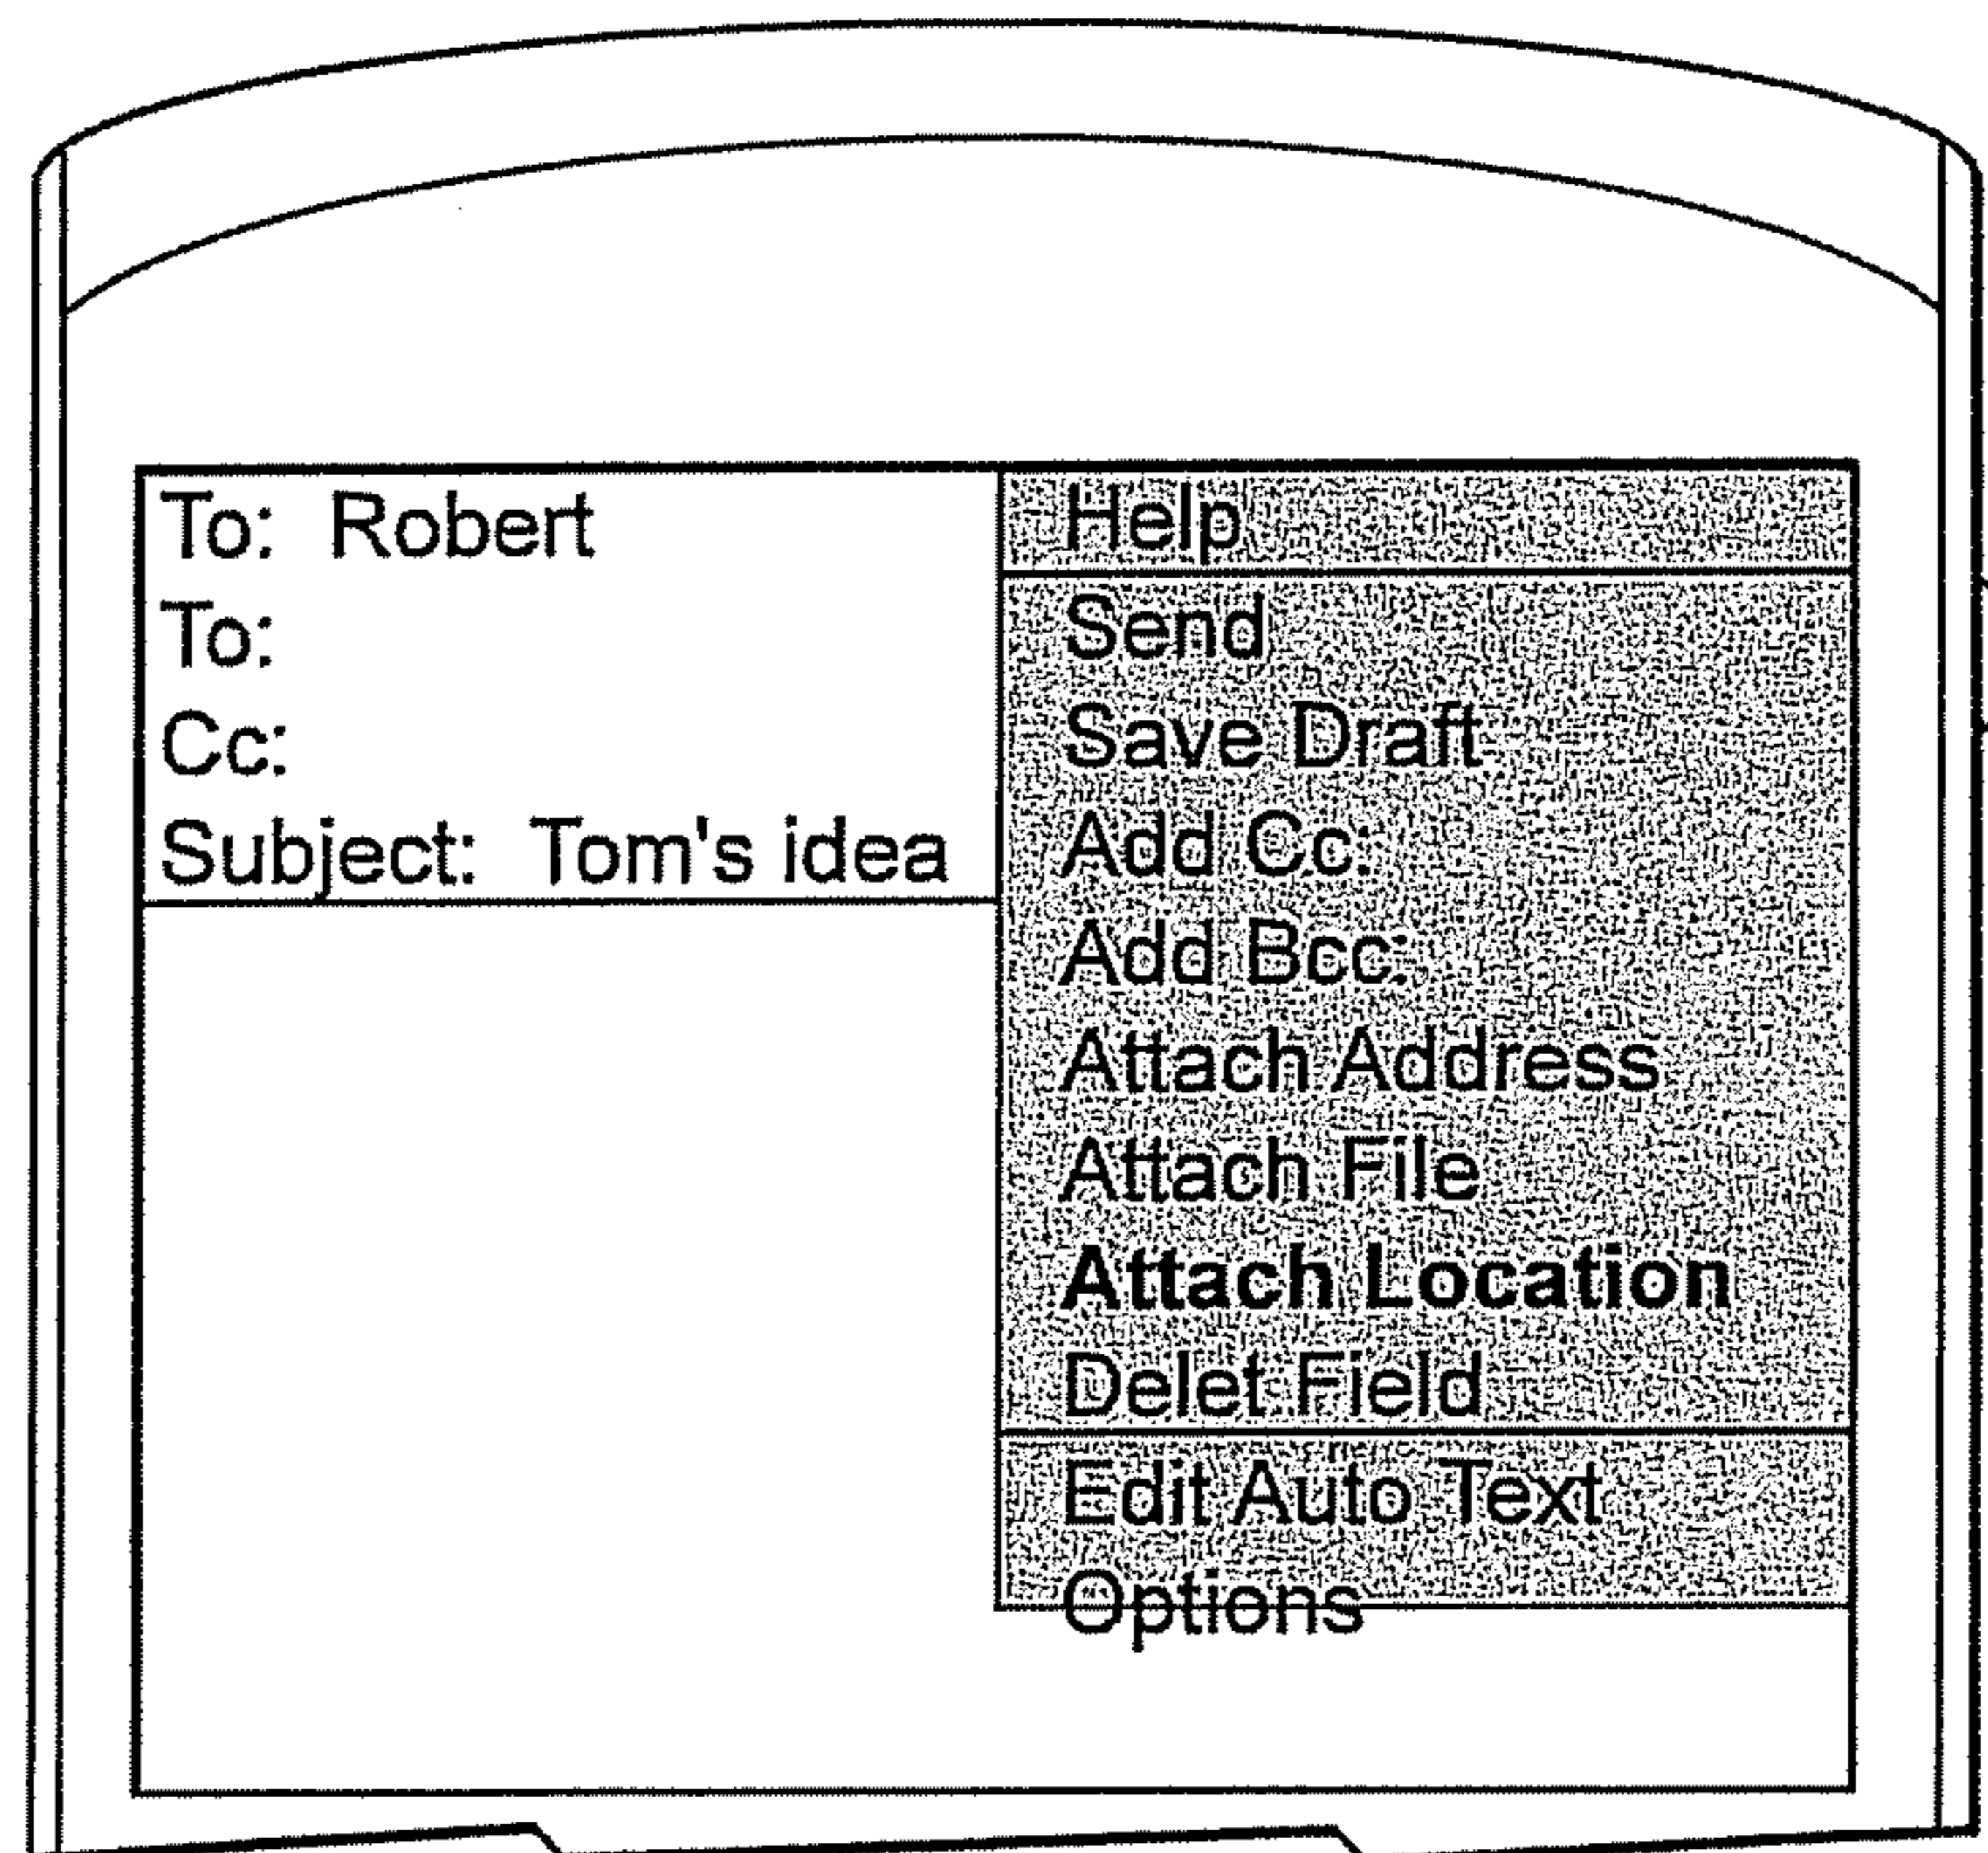 To: Robert
To:
Cc:
Subject: Tom's idea
Help
Send
Save Draft
Add Cc:
Add Bcc:
Attach Address
Attach File
Attach Location
Delet Field
Edit Auto Text
Options